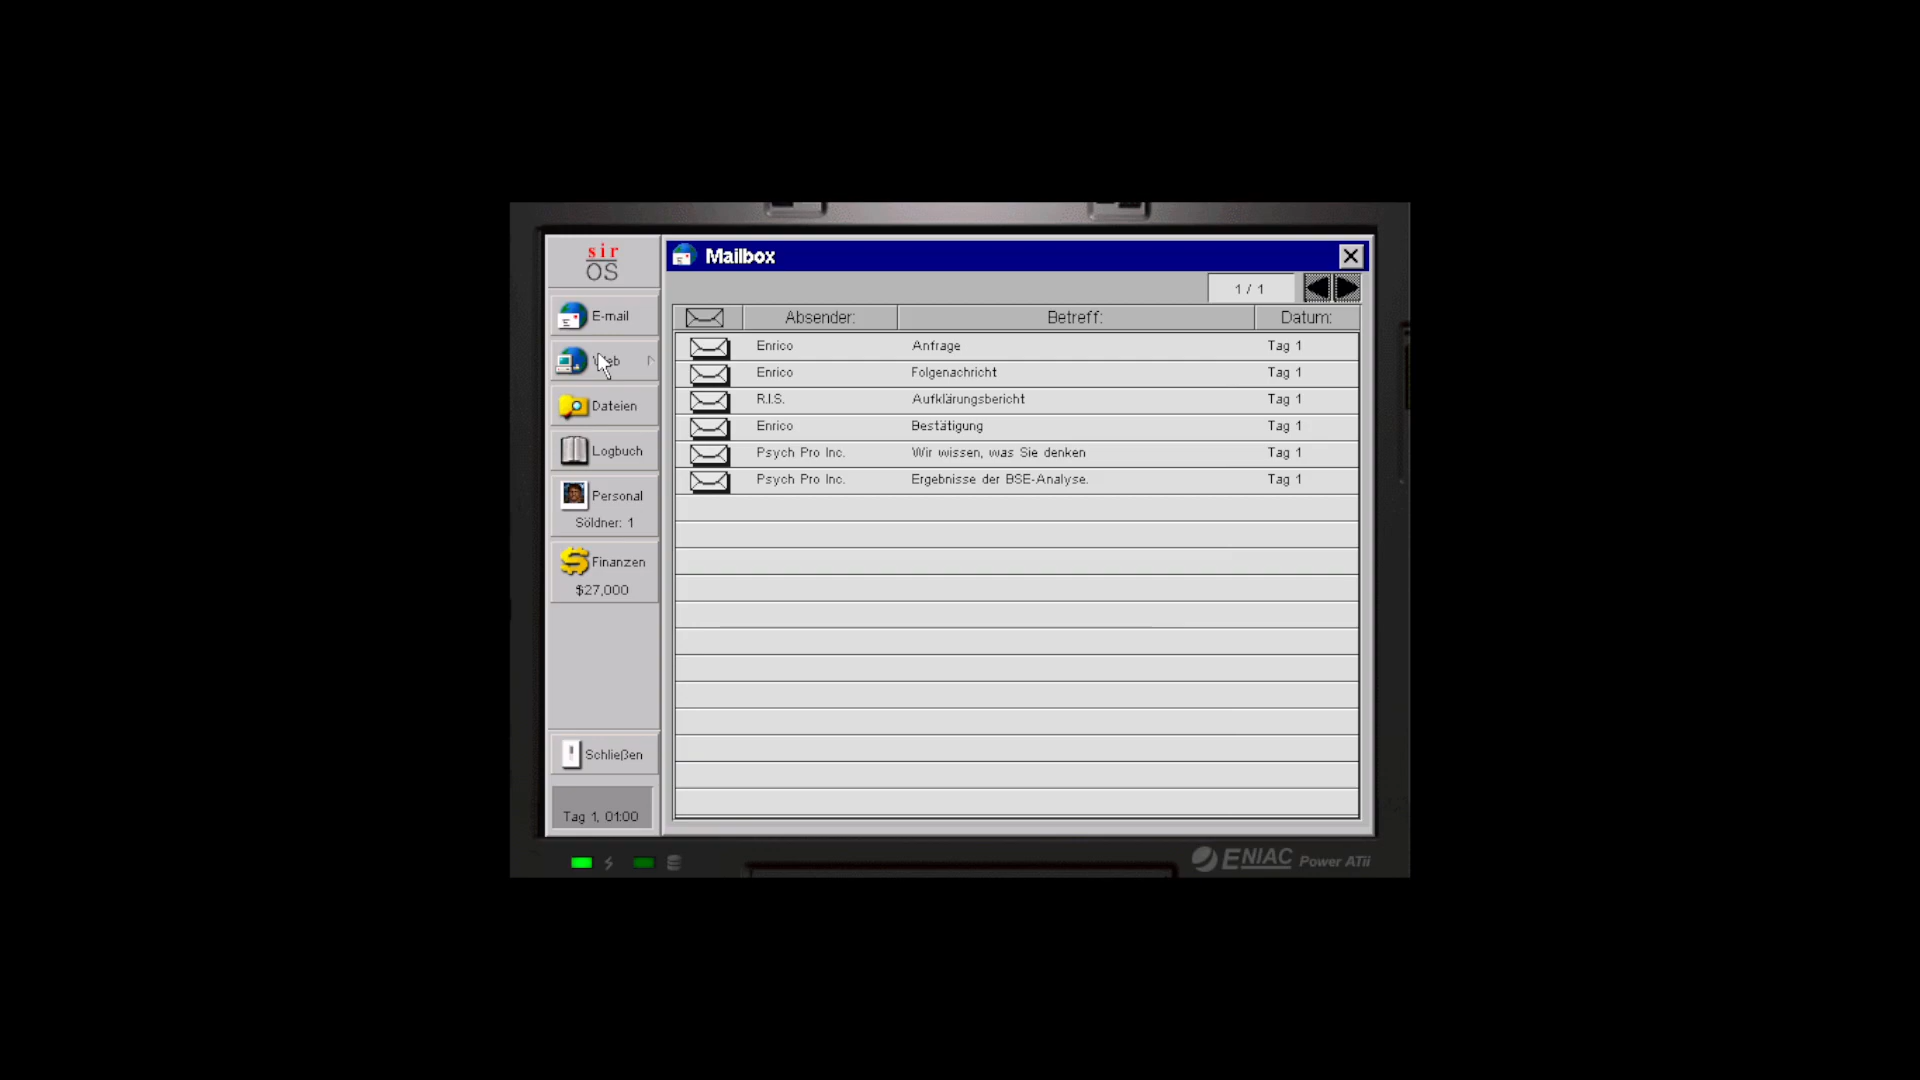 sir
OS
Mailbox
1 / 1
E-mail
Absender:
Betreff:
Datum:
Enrico
Anfrage
Tag 1
Enrico
Folgenachricht
Tag 1
R.I.S.
Aufklärungsbericht
Tag 1
Enrico
Bestätigung
Tag 1
Psych Pro Inc.
Wir wissen, was Sie denken
Tag 1
Psych Pro Inc.
Ergebnisse der BSE-Analyse.
Tag 1
Dateien
Logbuch
Personal
Söldner: 1
Finanzen
$27,000
Schließen
Tag 1, 01:00
ENIAC Power ATii